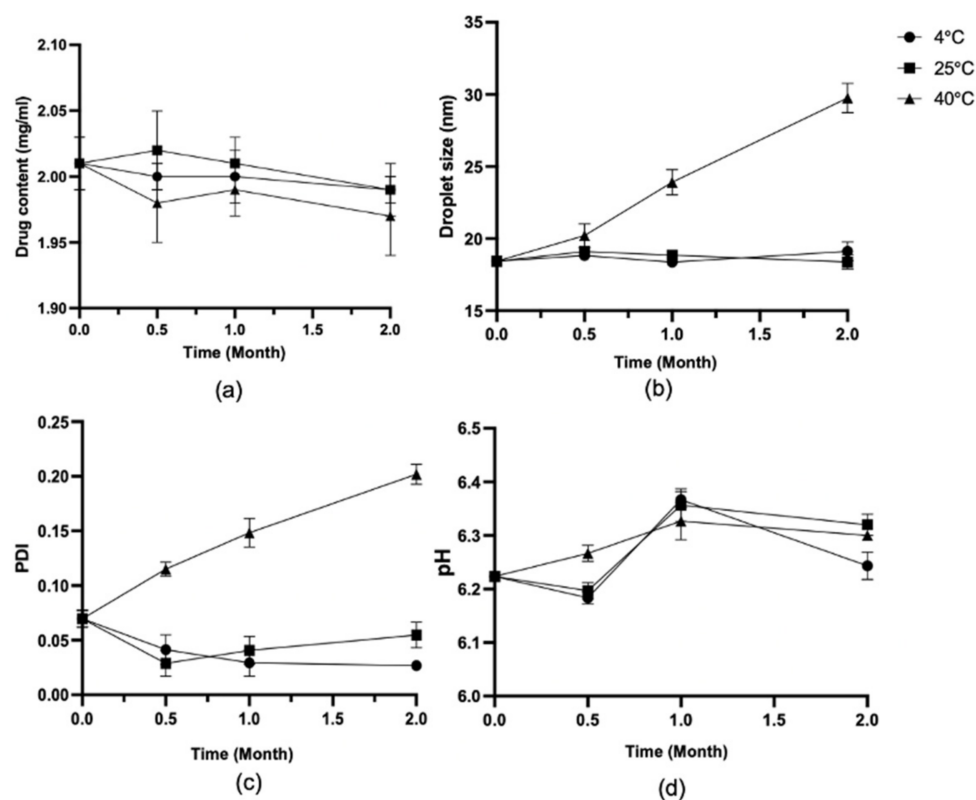 2.10
2.05
2.00
1.95
1.90
Drug content (mg/ml)
0.0 0.5 1.0 1.5 2.0
Time (Month)
(a)
35
30
25
20
15
Droplet size (nm)
0.0 0.5 1.0 1.5 2.0
Time (Month)
(b)
4°C
25°C
40°C
0.25
0.20
0.15
0.10
0.05
0.00
PDI
0.0 0.5 1.0 1.5 2.0
Time (Month)
(c)
6.5
6.4
6.3
6.2
6.1
6.0
pH
0.0 0.5 1.0 1.5 2.0
Time (Month)
(d)